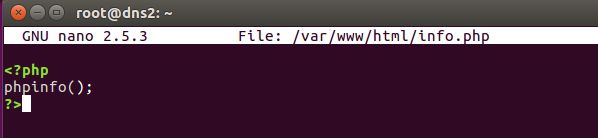 root@dns2: ~
GNU nano 2.5.3 File: /var/www/html/info.php
<?php
phpinfo();
?>